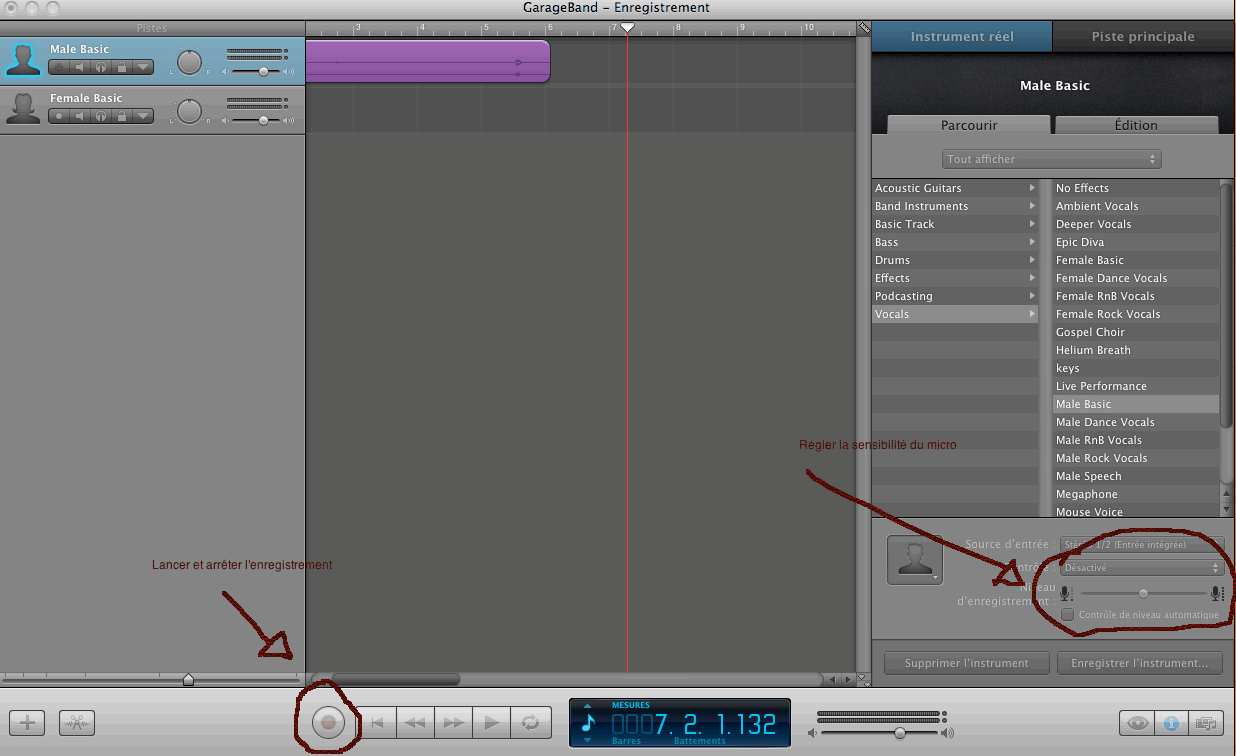 GarageBand – Enregistrement
Pistes
3 4 5 6 7 8 9 10
Instrument réel
Piste principale
Male Basic
L R
Female Basic
L R
Male Basic
Parcourir
Édition
Tout afficher
Acoustic Guitars
Band Instruments
Basic Track
Bass
Drums
Effects
Podcasting
Vocals
No Effects
Ambient Vocals
Deeper Vocals
Epic Diva
Female Basic
Female Dance Vocals
Female RnB Vocals
Female Rock Vocals
Gospel Choir
Helium Breath
keys
Live Performance
Male Basic
Male Dance Vocals
Male RnB Vocals
Male Rock Vocals
Male Speech
Megaphone
Mouse Voice
Régler la sensibilité du micro
Lancer et arrêter l'enregistrement
Source d'entrée : 1/2 (Entrée intégrée)
Désactivé
d'enregistrement :
Contrôle de niveau automatique
Supprimer l'instrument
Enregistrer l'instrument...
MESURES
0007. 2. 1.132
Barres Battements